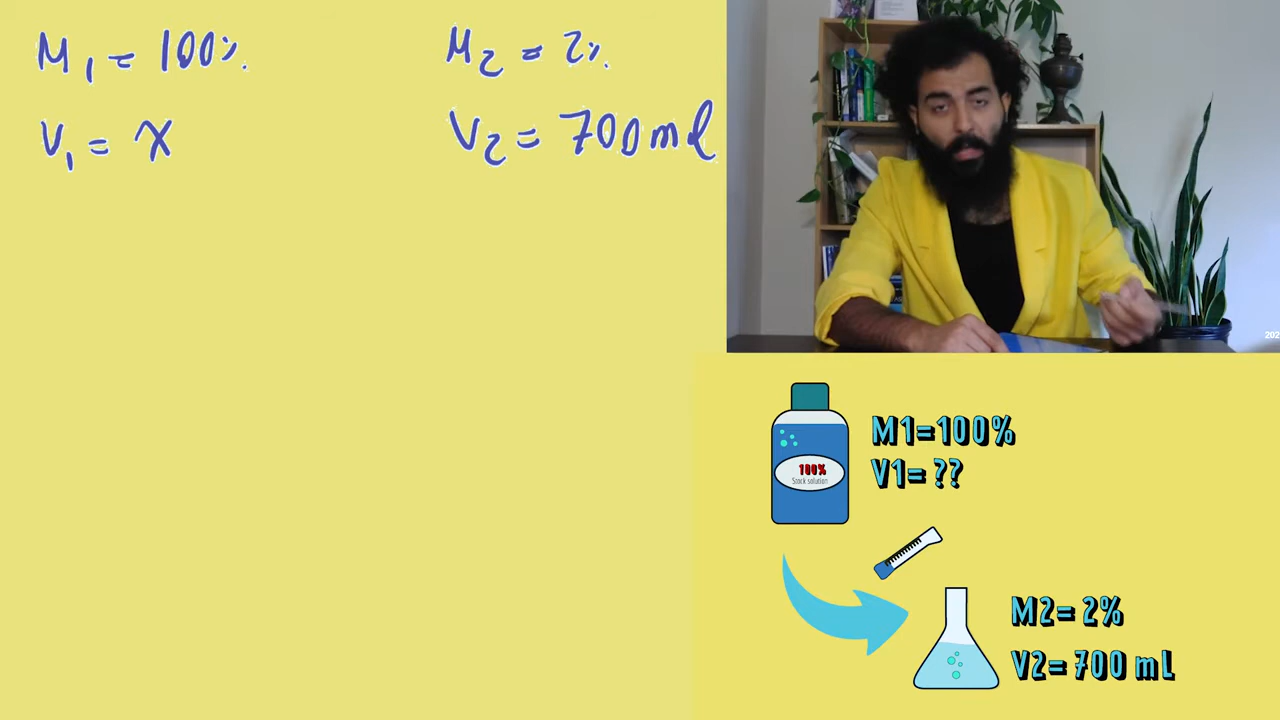 M₁ = 100%
V₁ = X
M₂ = 2%
V₂ = 700 ml
202
100%
Stock solution
M1=100%
V1= ??
M2= 2%
V2= 700 mL